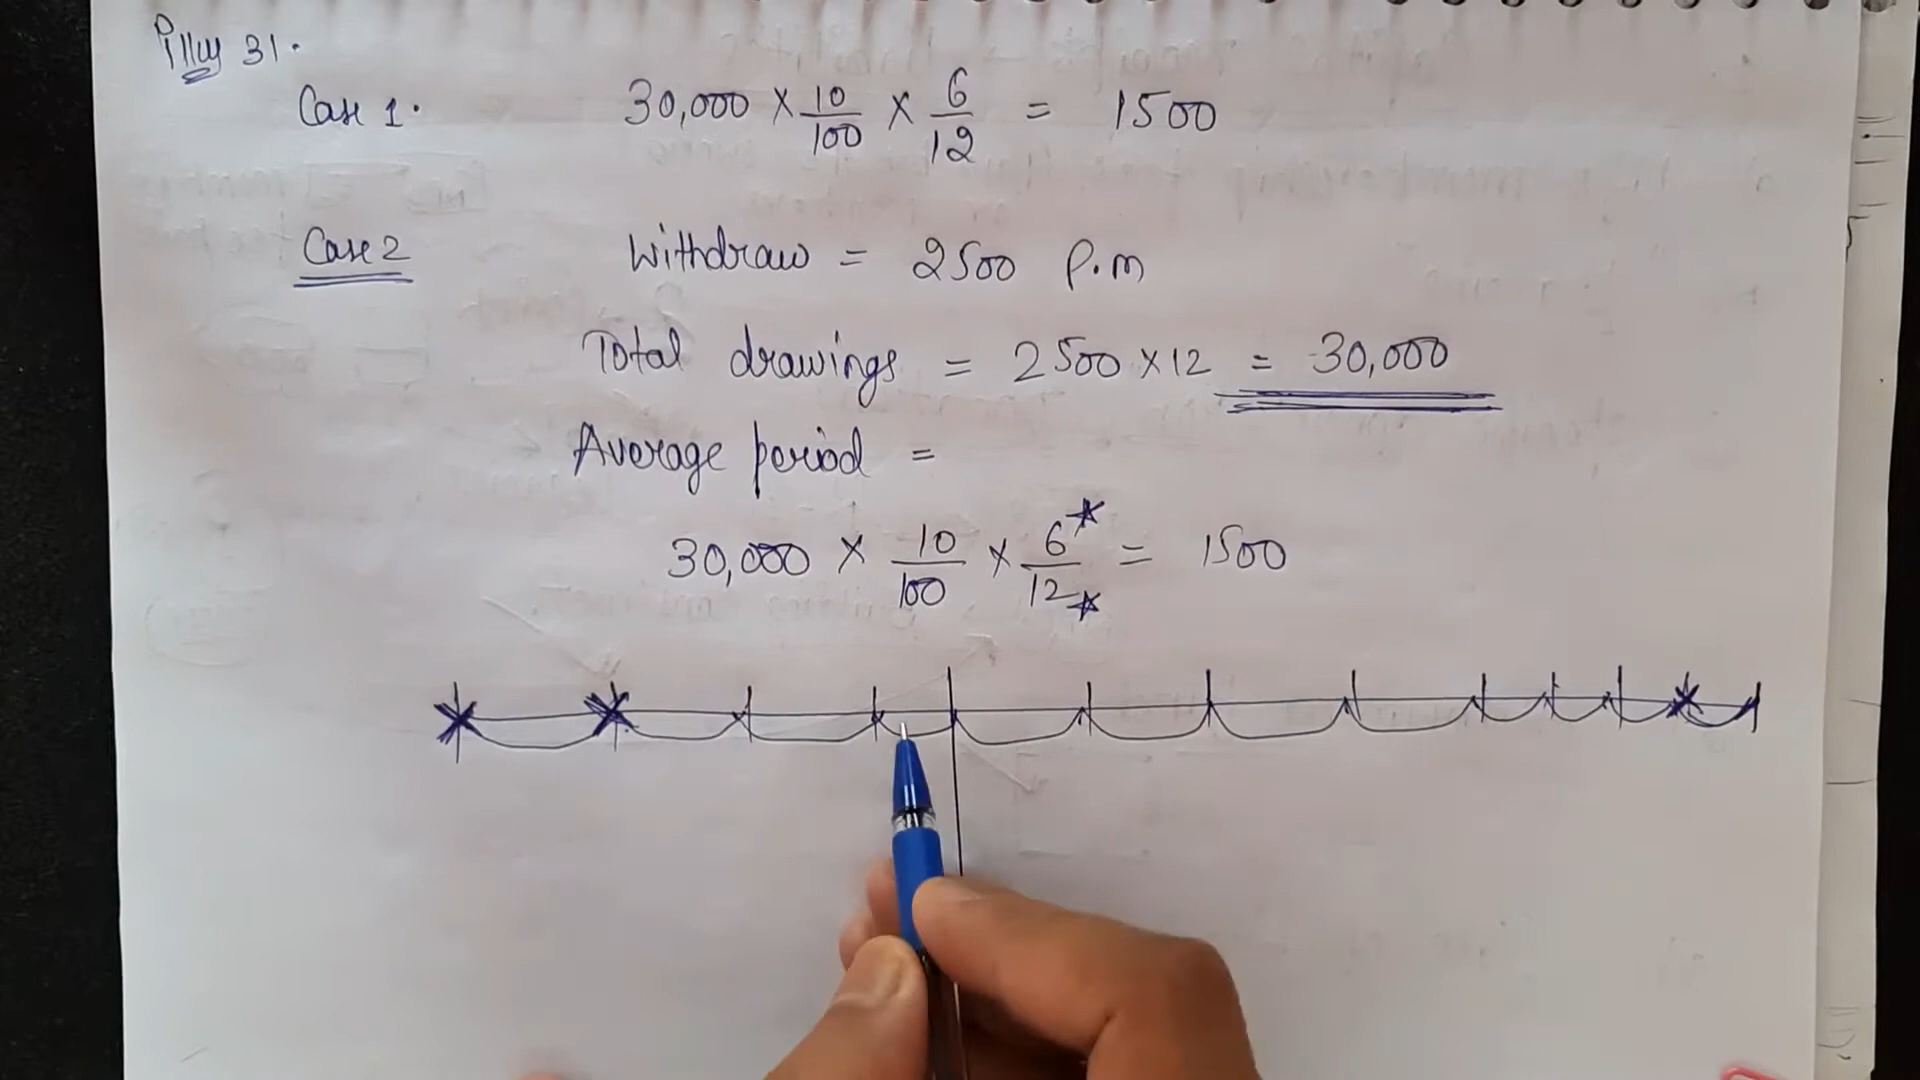 Illus 31.
Case 1. 30,000 × 10/100 × 6/12 = 1500
Case 2 Withdraw = 2500 P.m
Total drawings = 2500 × 12 = 30,000
Average period =
30,000 × 10/100 × 6/12 = 1500